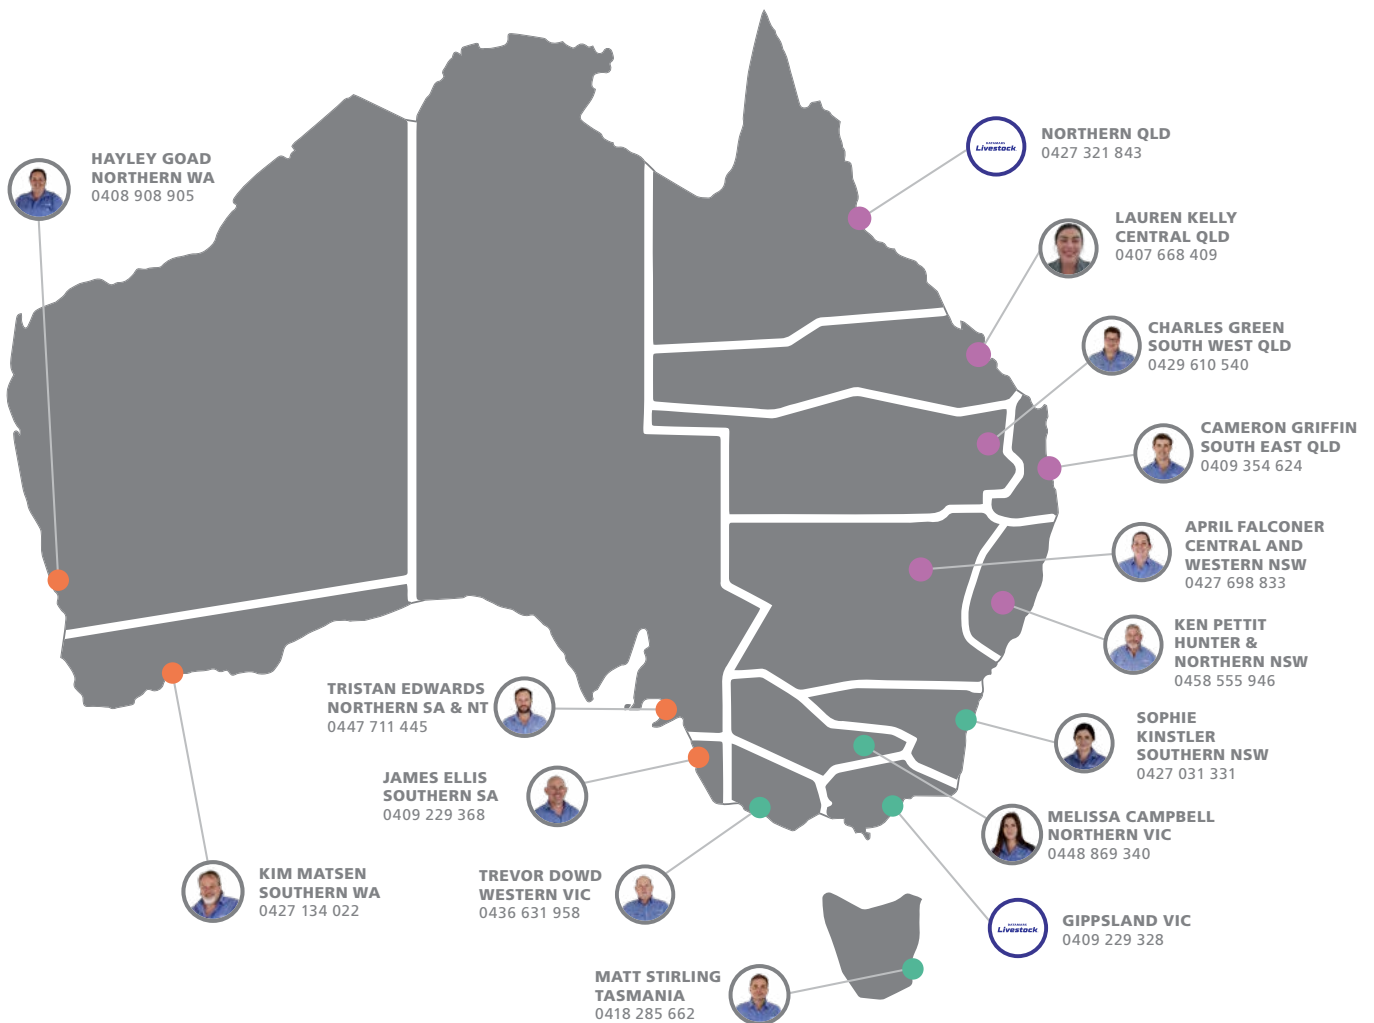 HAYLEY GOAD
NORTHERN WA
0408 908 905
DATAMARS
Livestock
NORTHERN QLD
0427 321 843
LAUREN KELLY
CENTRAL QLD
0407 668 409
CHARLES GREEN
SOUTH WEST QLD
0429 610 540
CAMERON GRIFFIN
SOUTH EAST QLD
0409 354 624
APRIL FALCONER
CENTRAL AND
WESTERN NSW
0427 698 833
KEN PETTIT
HUNTER &
NORTHERN NSW
0458 555 946
TRISTAN EDWARDS
NORTHERN SA & NT
0447 711 445
SOPHIE
KINSTLER
SOUTHERN NSW
0427 031 331
JAMES ELLIS
SOUTHERN SA
0409 229 368
MELISSA CAMPBELL
NORTHERN VIC
0448 869 340
KIM MATSEN
SOUTHERN WA
0427 134 022
TREVOR DOWD
WESTERN VIC
0436 631 958
DATAMARS
Livestock
GIPPSLAND VIC
0409 229 328
MATT STIRLING
TASMANIA
0418 285 662